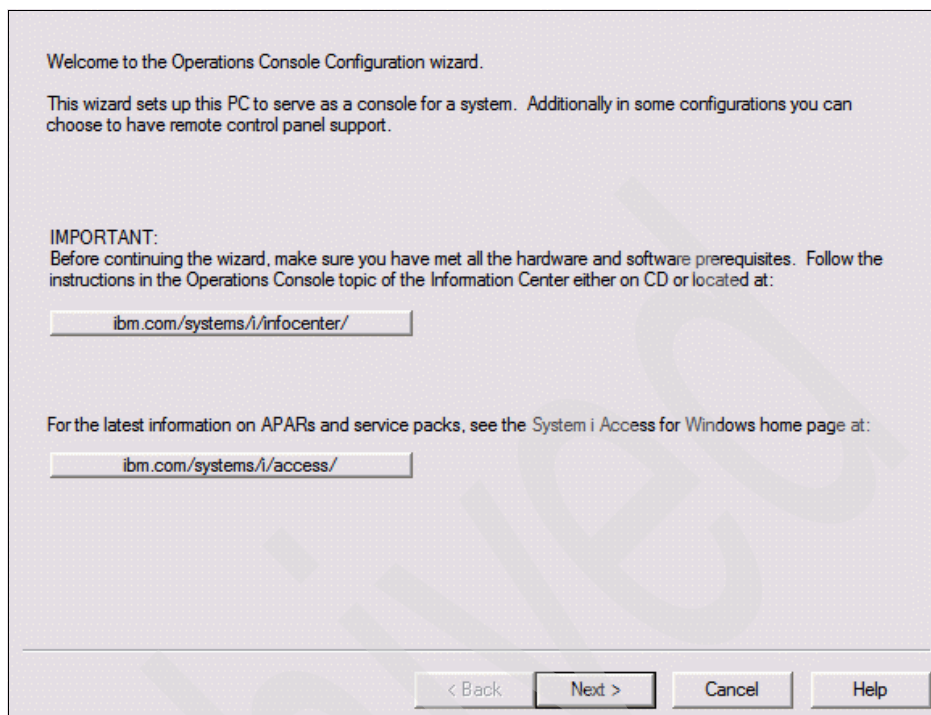 Welcome to the Operations Console Configuration wizard.
This wizard sets up this PC to serve as a console for a system. Additionally in some configurations you can
choose to have remote control panel support.
IMPORTANT:
Before continuing the wizard, make sure you have met all the hardware and software prerequisites. Follow the
instructions in the Operations Console topic of the Information Center either on CD or located at:
ibm.com/systems/i/infocenter/
For the latest information on APARs and service packs, see the System i Access for Windows home page at:
ibm.com/systems/i/access/
< Back Next > Cancel Help